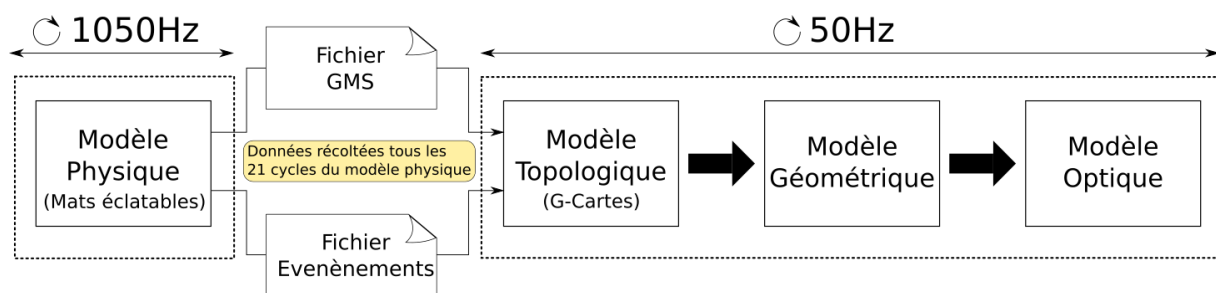 1050Hz
Fichier
GMS
50Hz
Modèle
Physique
(Mats éclatables)
Données récoltées tous les
21 cycles du modèle physique
Fichier
Evenènements
Modèle
Topologique
(G-Cartes)
Modèle
Géométrique
Modèle
Optique